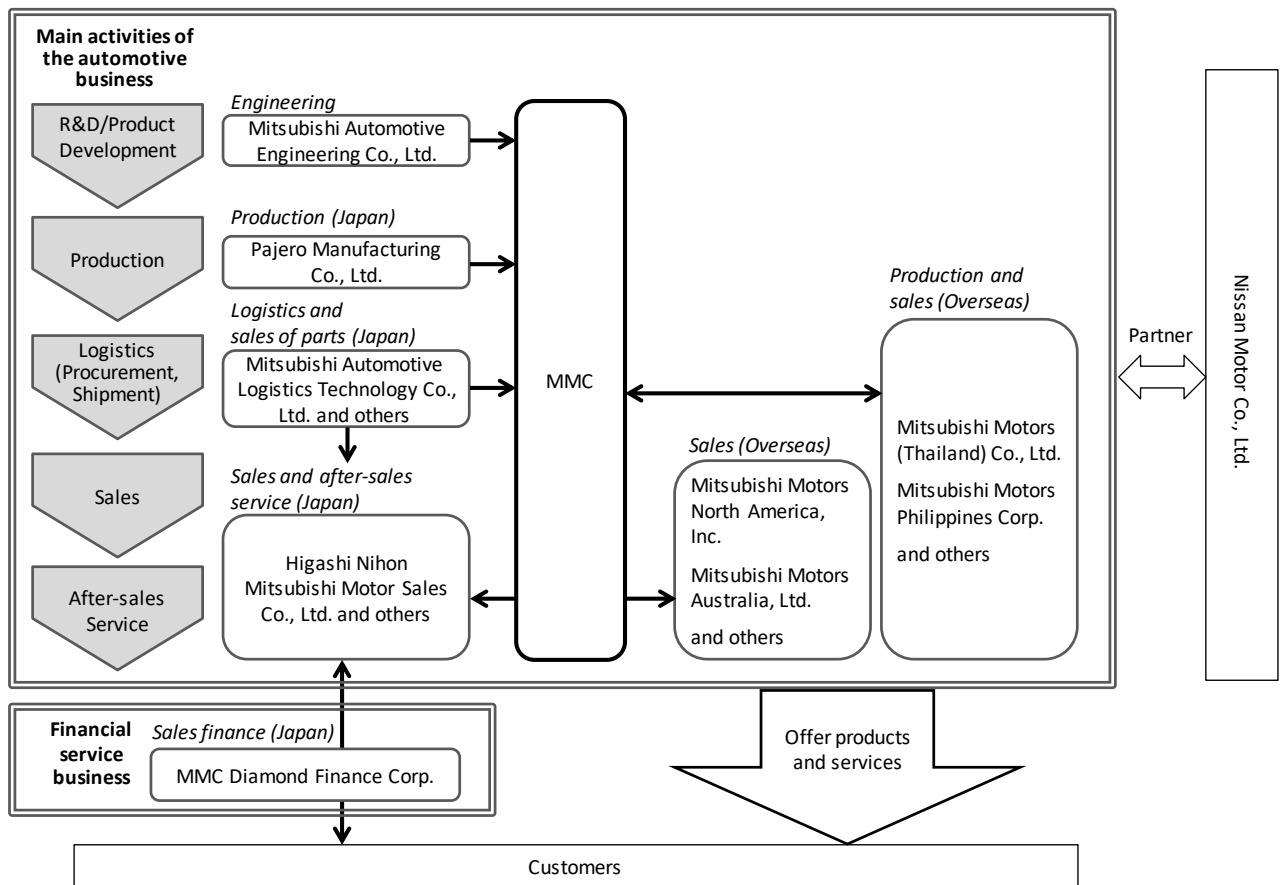 Main activities of
the automotive
business
R&D/Product
Development
Engineering
Mitsubishi Automotive
Engineering Co., Ltd.
Production
Production (Japan)
Pajero Manufacturing
Co., Ltd.
Logistics
(Procurement,
Shipment)
Logistics and
sales of parts (Japan)
Mitsubishi Automotive
Logistics Technology Co.,
Ltd. and others
Sales
Sales and after-sales
service (Japan)
Higashi Nihon
Mitsubishi Motor Sales
Co., Ltd. and others
After-sales
Service
MMC
Sales (Overseas)
Mitsubishi Motors
North America,
Inc.
Mitsubishi Motors
Australia, Ltd.
and others
Production and
sales (Overseas)
Mitsubishi Motors
(Thailand) Co., Ltd.
Mitsubishi Motors
Philippines Corp.
and others
Partner
Nissan Motor Co., Ltd.
Financial
service
business
Sales finance (Japan)
MMC Diamond Finance Corp.
Offer products
and services
Customers